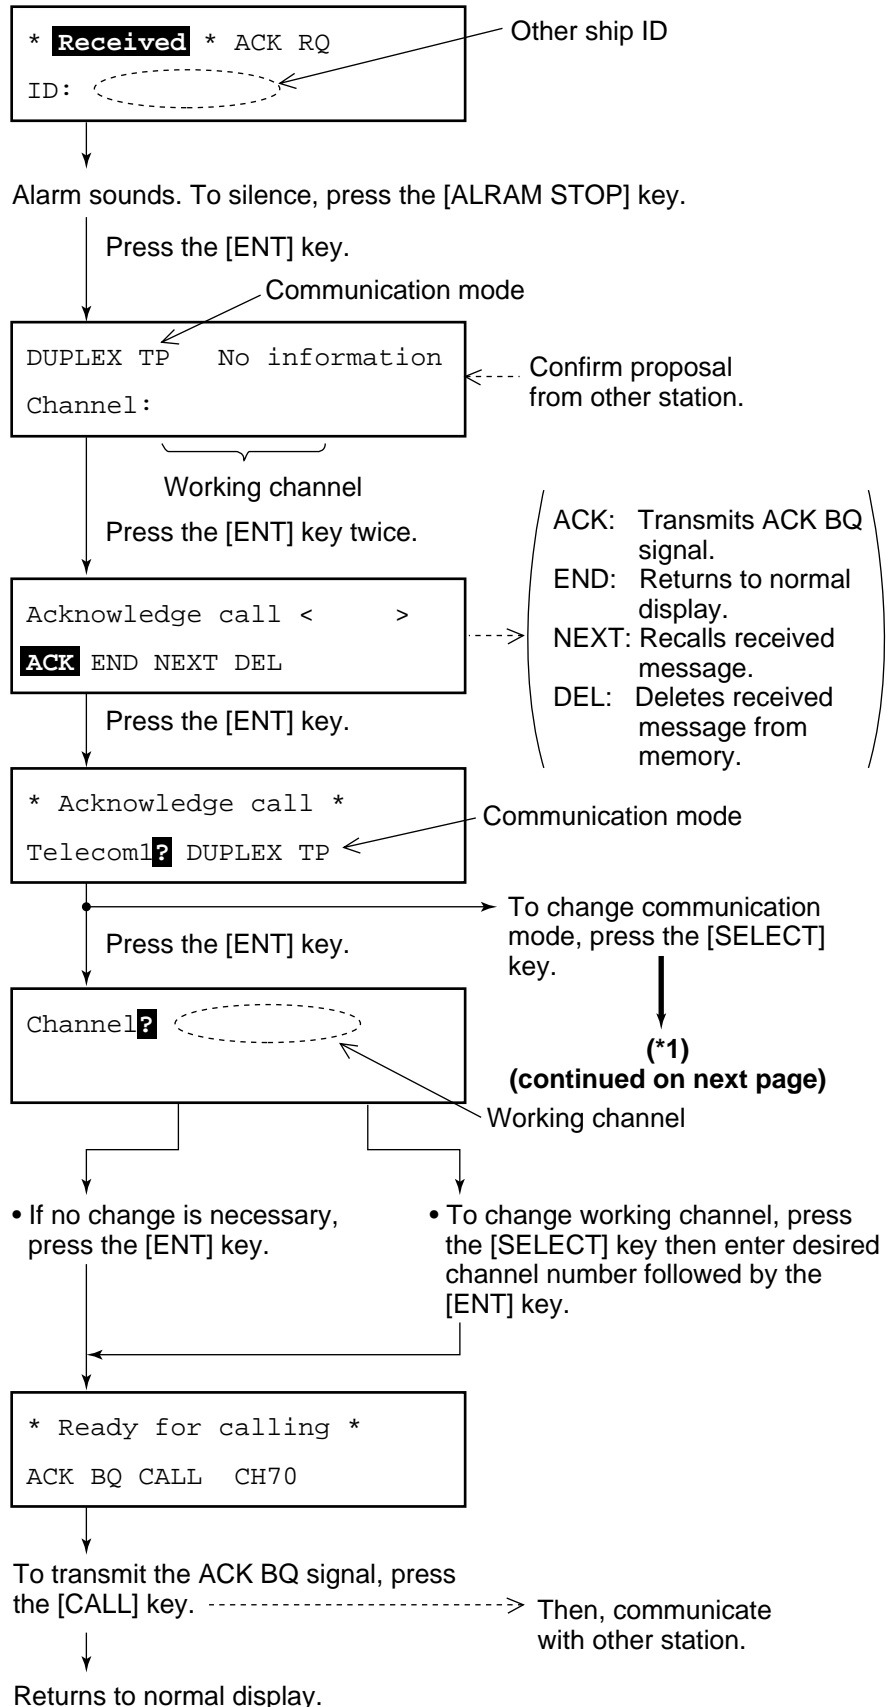 * Received * ACK RQ
Other ship ID
ID:
Alarm sounds. To silence, press the [ALRAM STOP] key.
Press the [ENT] key.
Communication mode
DUPLEX TP No information
Channel:
Confirm proposal
from other station.
Working channel
Press the [ENT] key twice.
Acknowledge call < >
ACK END NEXT DEL
ACK: Transmits ACK BQ
signal.
END: Returns to normal
display.
NEXT: Recalls received
message.
DEL: Deletes received
message from
memory.
Press the [ENT] key.
* Acknowledge call *
Telecom1? DUPLEX TP
Communication mode
To change communication
mode, press the [SELECT]
key.
Press the [ENT] key.
(*1)
(continued on next page)
Channel?
Working channel
• If no change is necessary,
press the [ENT] key.
• To change working channel, press
the [SELECT] key then enter desired
channel number followed by the
[ENT] key.
* Ready for calling *
ACK BQ CALL CH70
To transmit the ACK BQ signal, press
the [CALL] key.
Then, communicate
with other station.
Returns to normal display.